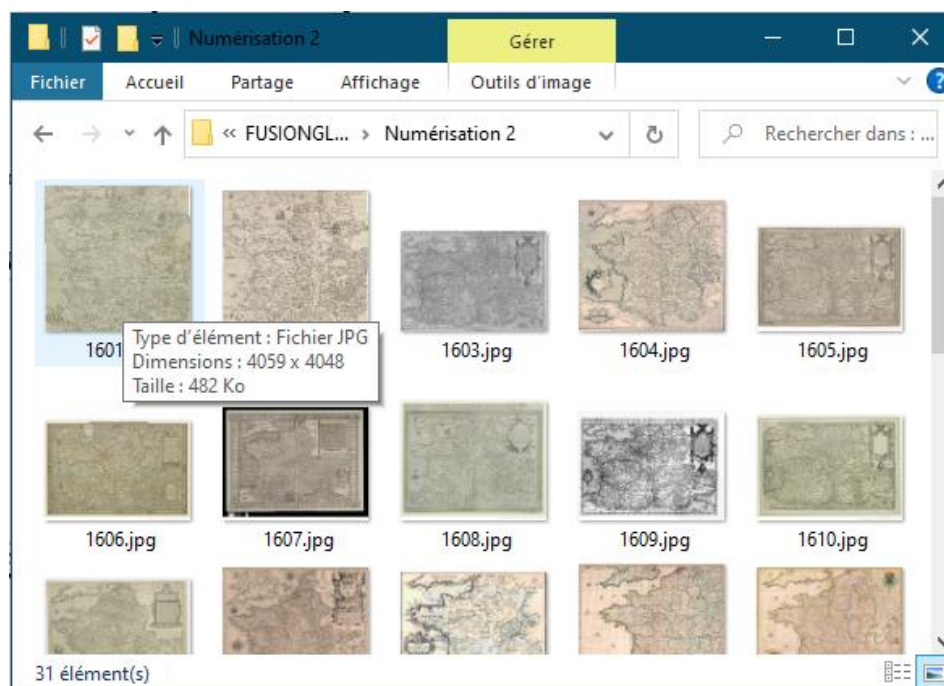 Numérisation 2
Gérer
Fichier
Accueil
Partage
Affichage
Outils d'image
« FUSIONGL... › Numérisation 2
Rechercher dans : ...
1601
1603.jpg
1604.jpg
1605.jpg
Type d'élément : Fichier JPG
Dimensions : 4059 x 4048
Taille : 482 Ko
1606.jpg
1607.jpg
1608.jpg
1609.jpg
1610.jpg
31 élément(s)